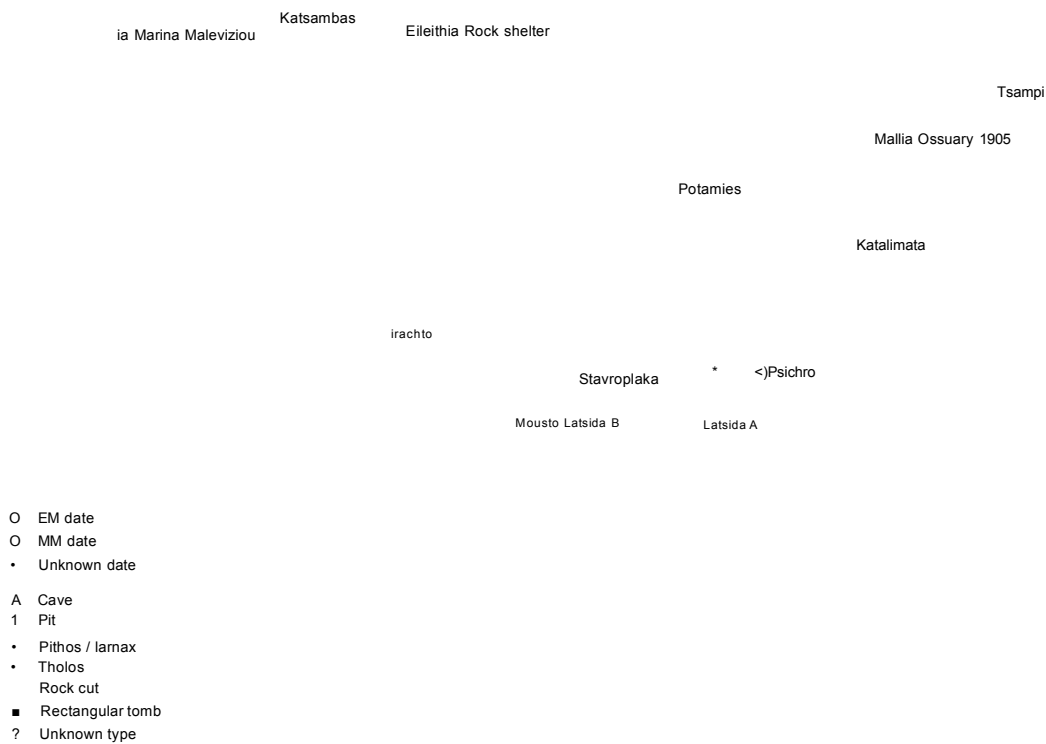 Katsambas
ia Marina Maleviziou
Eileithia Rock shelter
Tsampi
Mallia Ossuary 1905
Potamies
Katalimata
irachto
Stavroplaka * <)Psichro
Mousto Latsida B Latsida A
O EM date
O MM date
• Unknown date
A Cave
1 Pit
• Pithos / larnax
• Tholos
Rock cut
■ Rectangular tomb
? Unknown type